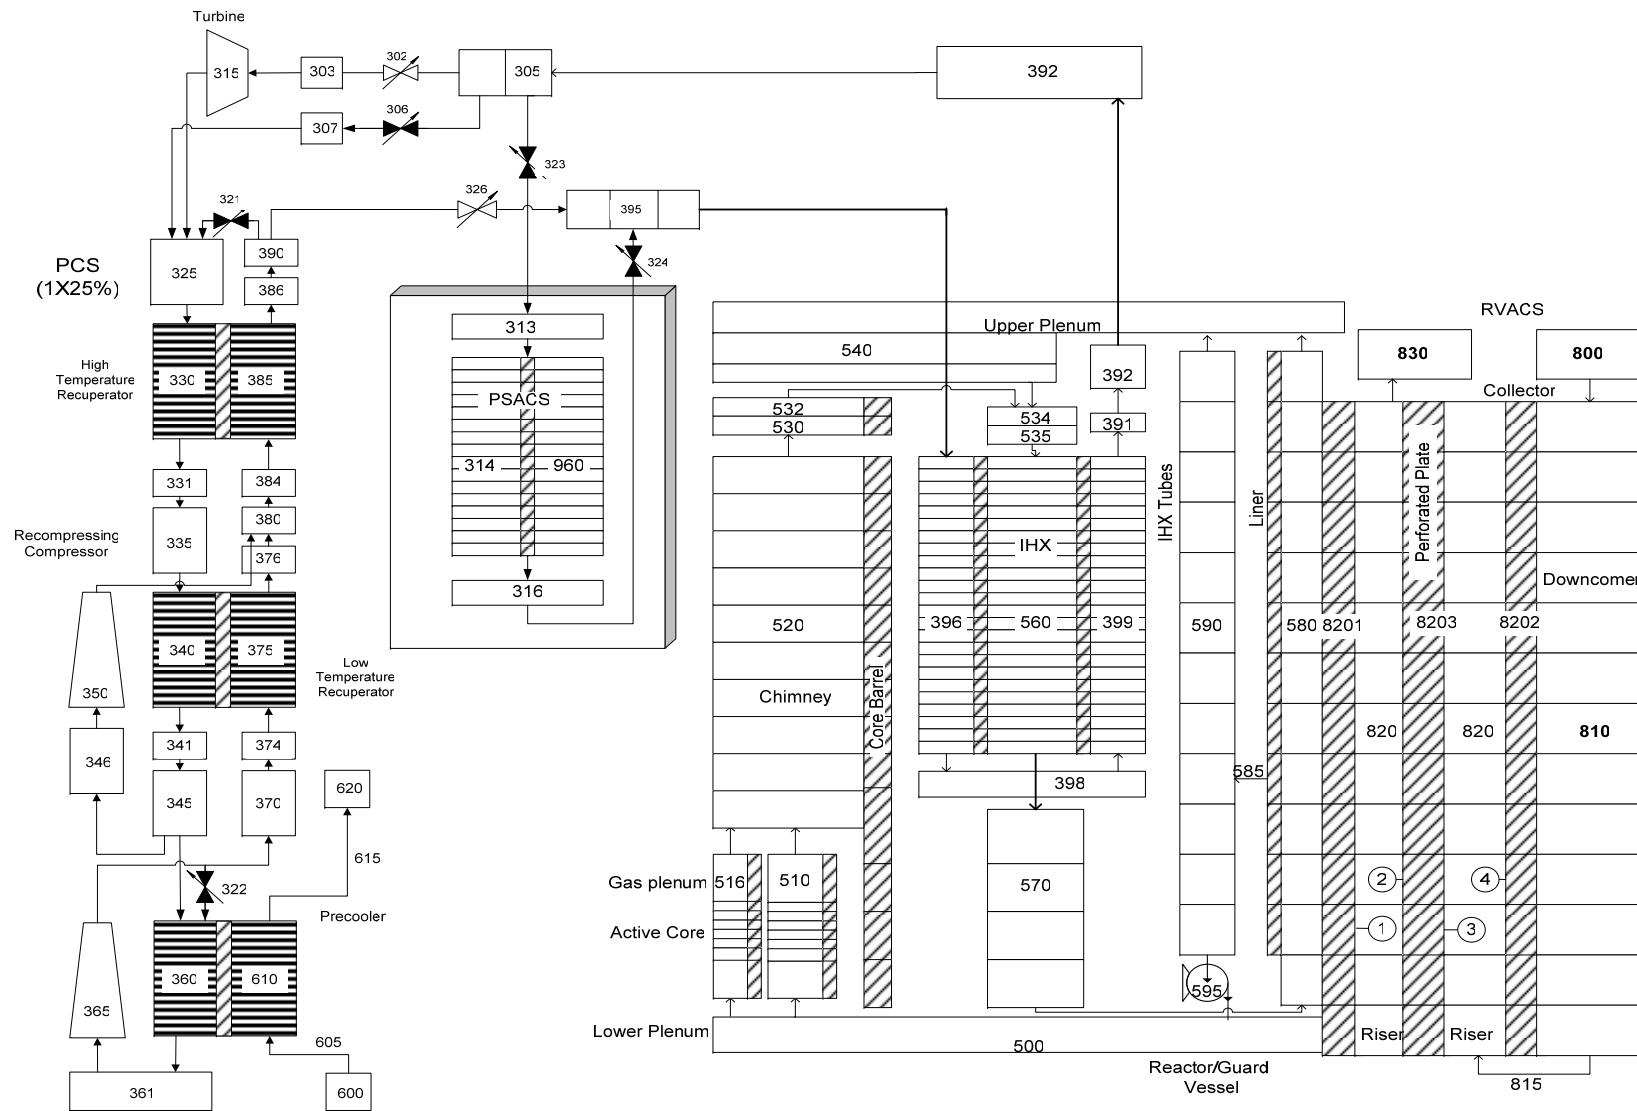 Turbine
302
315
303
305
392
306
307
323
326
321
395
390
324
325
PCS
(1X25%)
386
313
Upper Plenum
RVACS
540
830
800
High
Temperature
Recuperator
330
385
392
Collector
PSACS
532
534
530
535
391
314
960
331
384
Perforated Plate
IHX Tubes
Liner
380
Recompressing
Compressor
335
376
IHX
Downcomer
316
520
396
560
399
590
580
8201
8203
8202
340
375
Low
Temperature
Recuperator
350
Chimney
Core Barrel
341
374
346
820
820
810
585
398
620
345
370
615
322
Gas plenum
516
510
570
2
4
Precooler
Active Core
1
3
360
610
365
595
Lower Plenum
Riser
Riser
605
500
Reactor/Guard
Vessel
815
361
600